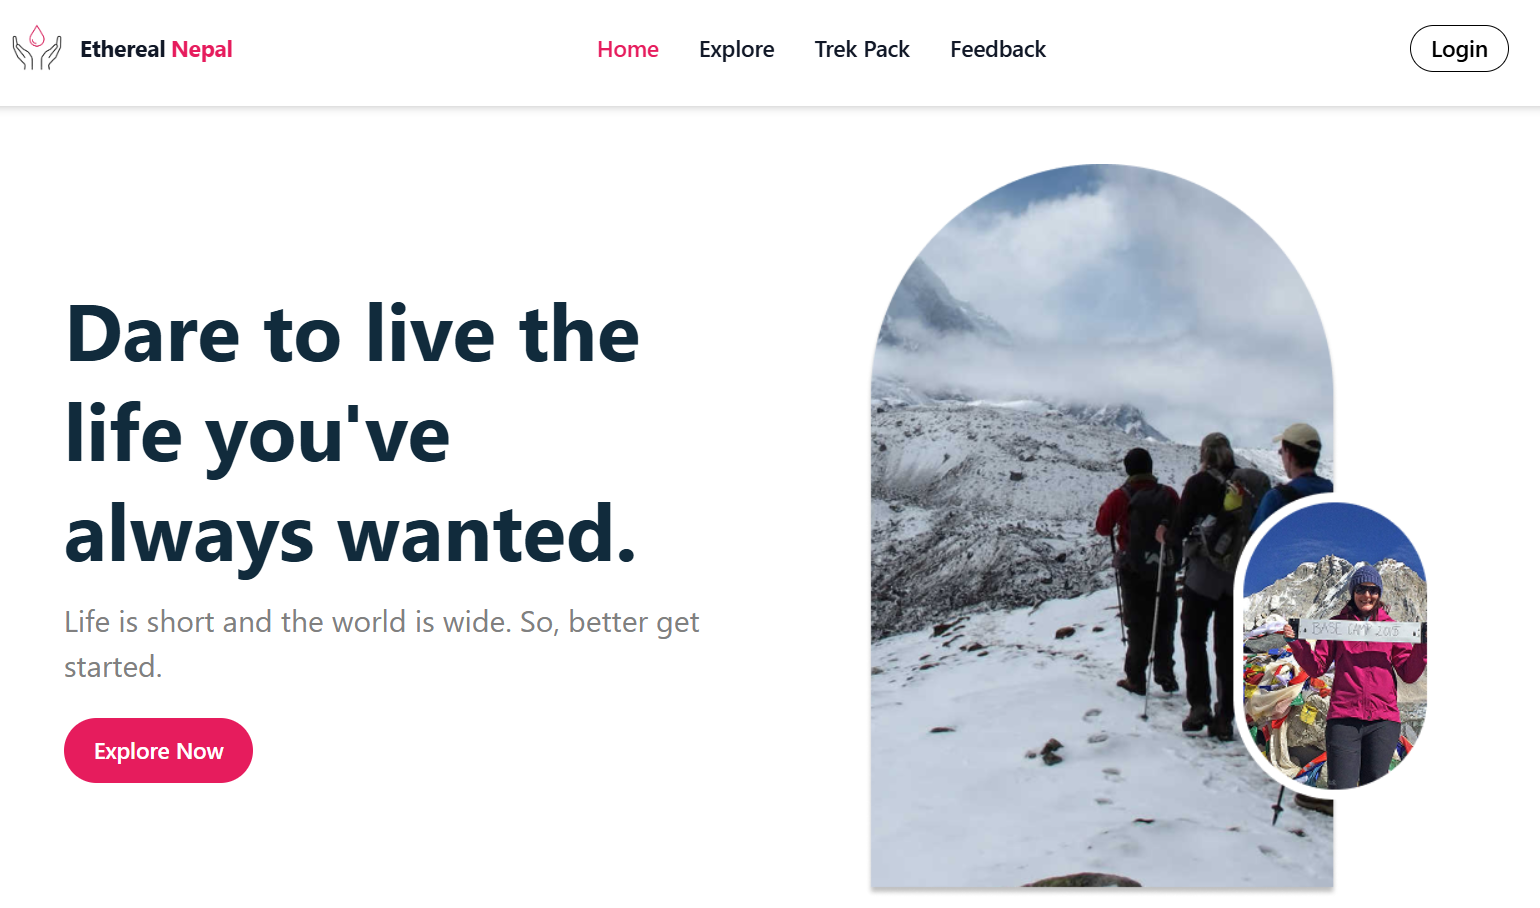 Ethereal Nepal
Home
Explore
Trek Pack
Feedback
Login
Dare to live the
life you've
always wanted.
Life is short and the world is wide. So, better get
started.
Explore Now
BASE CAMP 2015